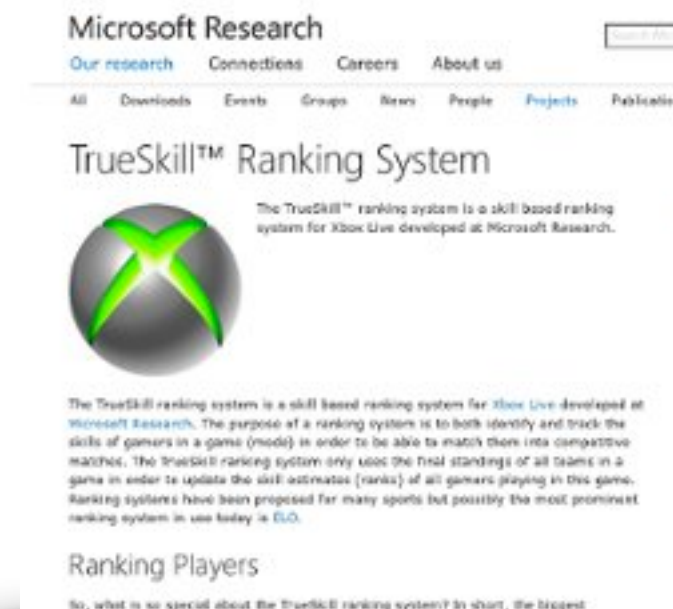 Microsoft Research
Our research Connections Careers About us
All Downloads Events Groups News People Projects Publicatio
TrueSkill™ Ranking System
The TrueSkill™ ranking system is a skill based ranking
system for Xbox Live developed at Microsoft Research.
The TrueSkill ranking system is a skill based ranking system for Xbox Live developed at
Microsoft Research. The purpose of a ranking system is to both identify and track the
skills of gamers in a game (mode) in order to be able to match them into competitive
matches. The TrueSkill ranking system only uses the final standings of all teams in a
game in order to update the skill estimates (ranks) of all gamers playing in this game.
Ranking systems have been proposed for many sports but possibly the most prominent
ranking system in use today is ELO.
Ranking Players
So, what is so special about the TrueSkill ranking system? In short, the biggest